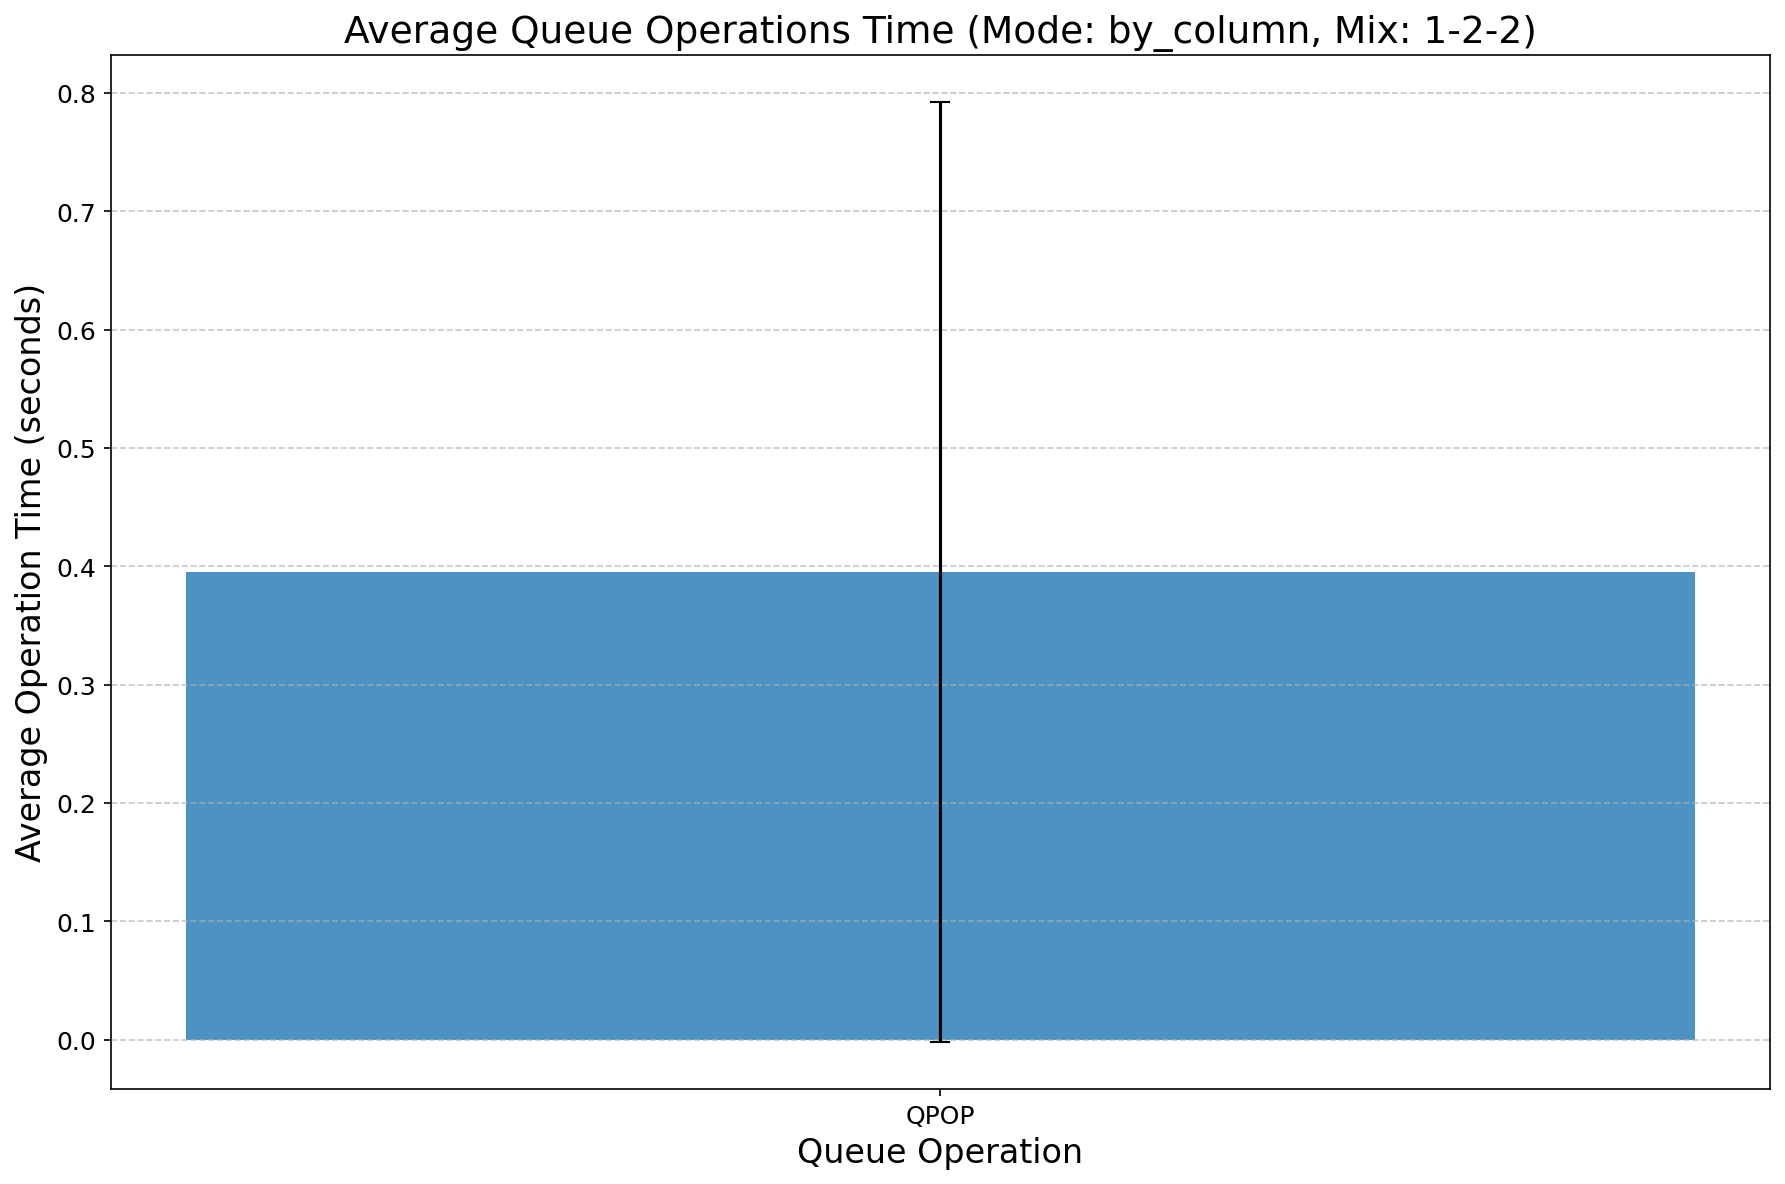 Average Queue Operations Time (Mode: by_column, Mix: 1-2-2)
Average Operation Time (seconds)
0.8
0.7
0.6
0.5
0.4
0.3
0.2
0.1
0.0
QPOP
Queue Operation